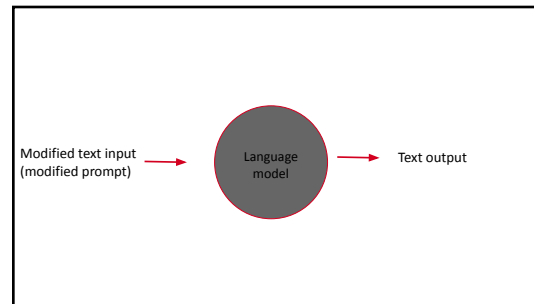 Modified text input
(modified prompt)
Language
model
Text output